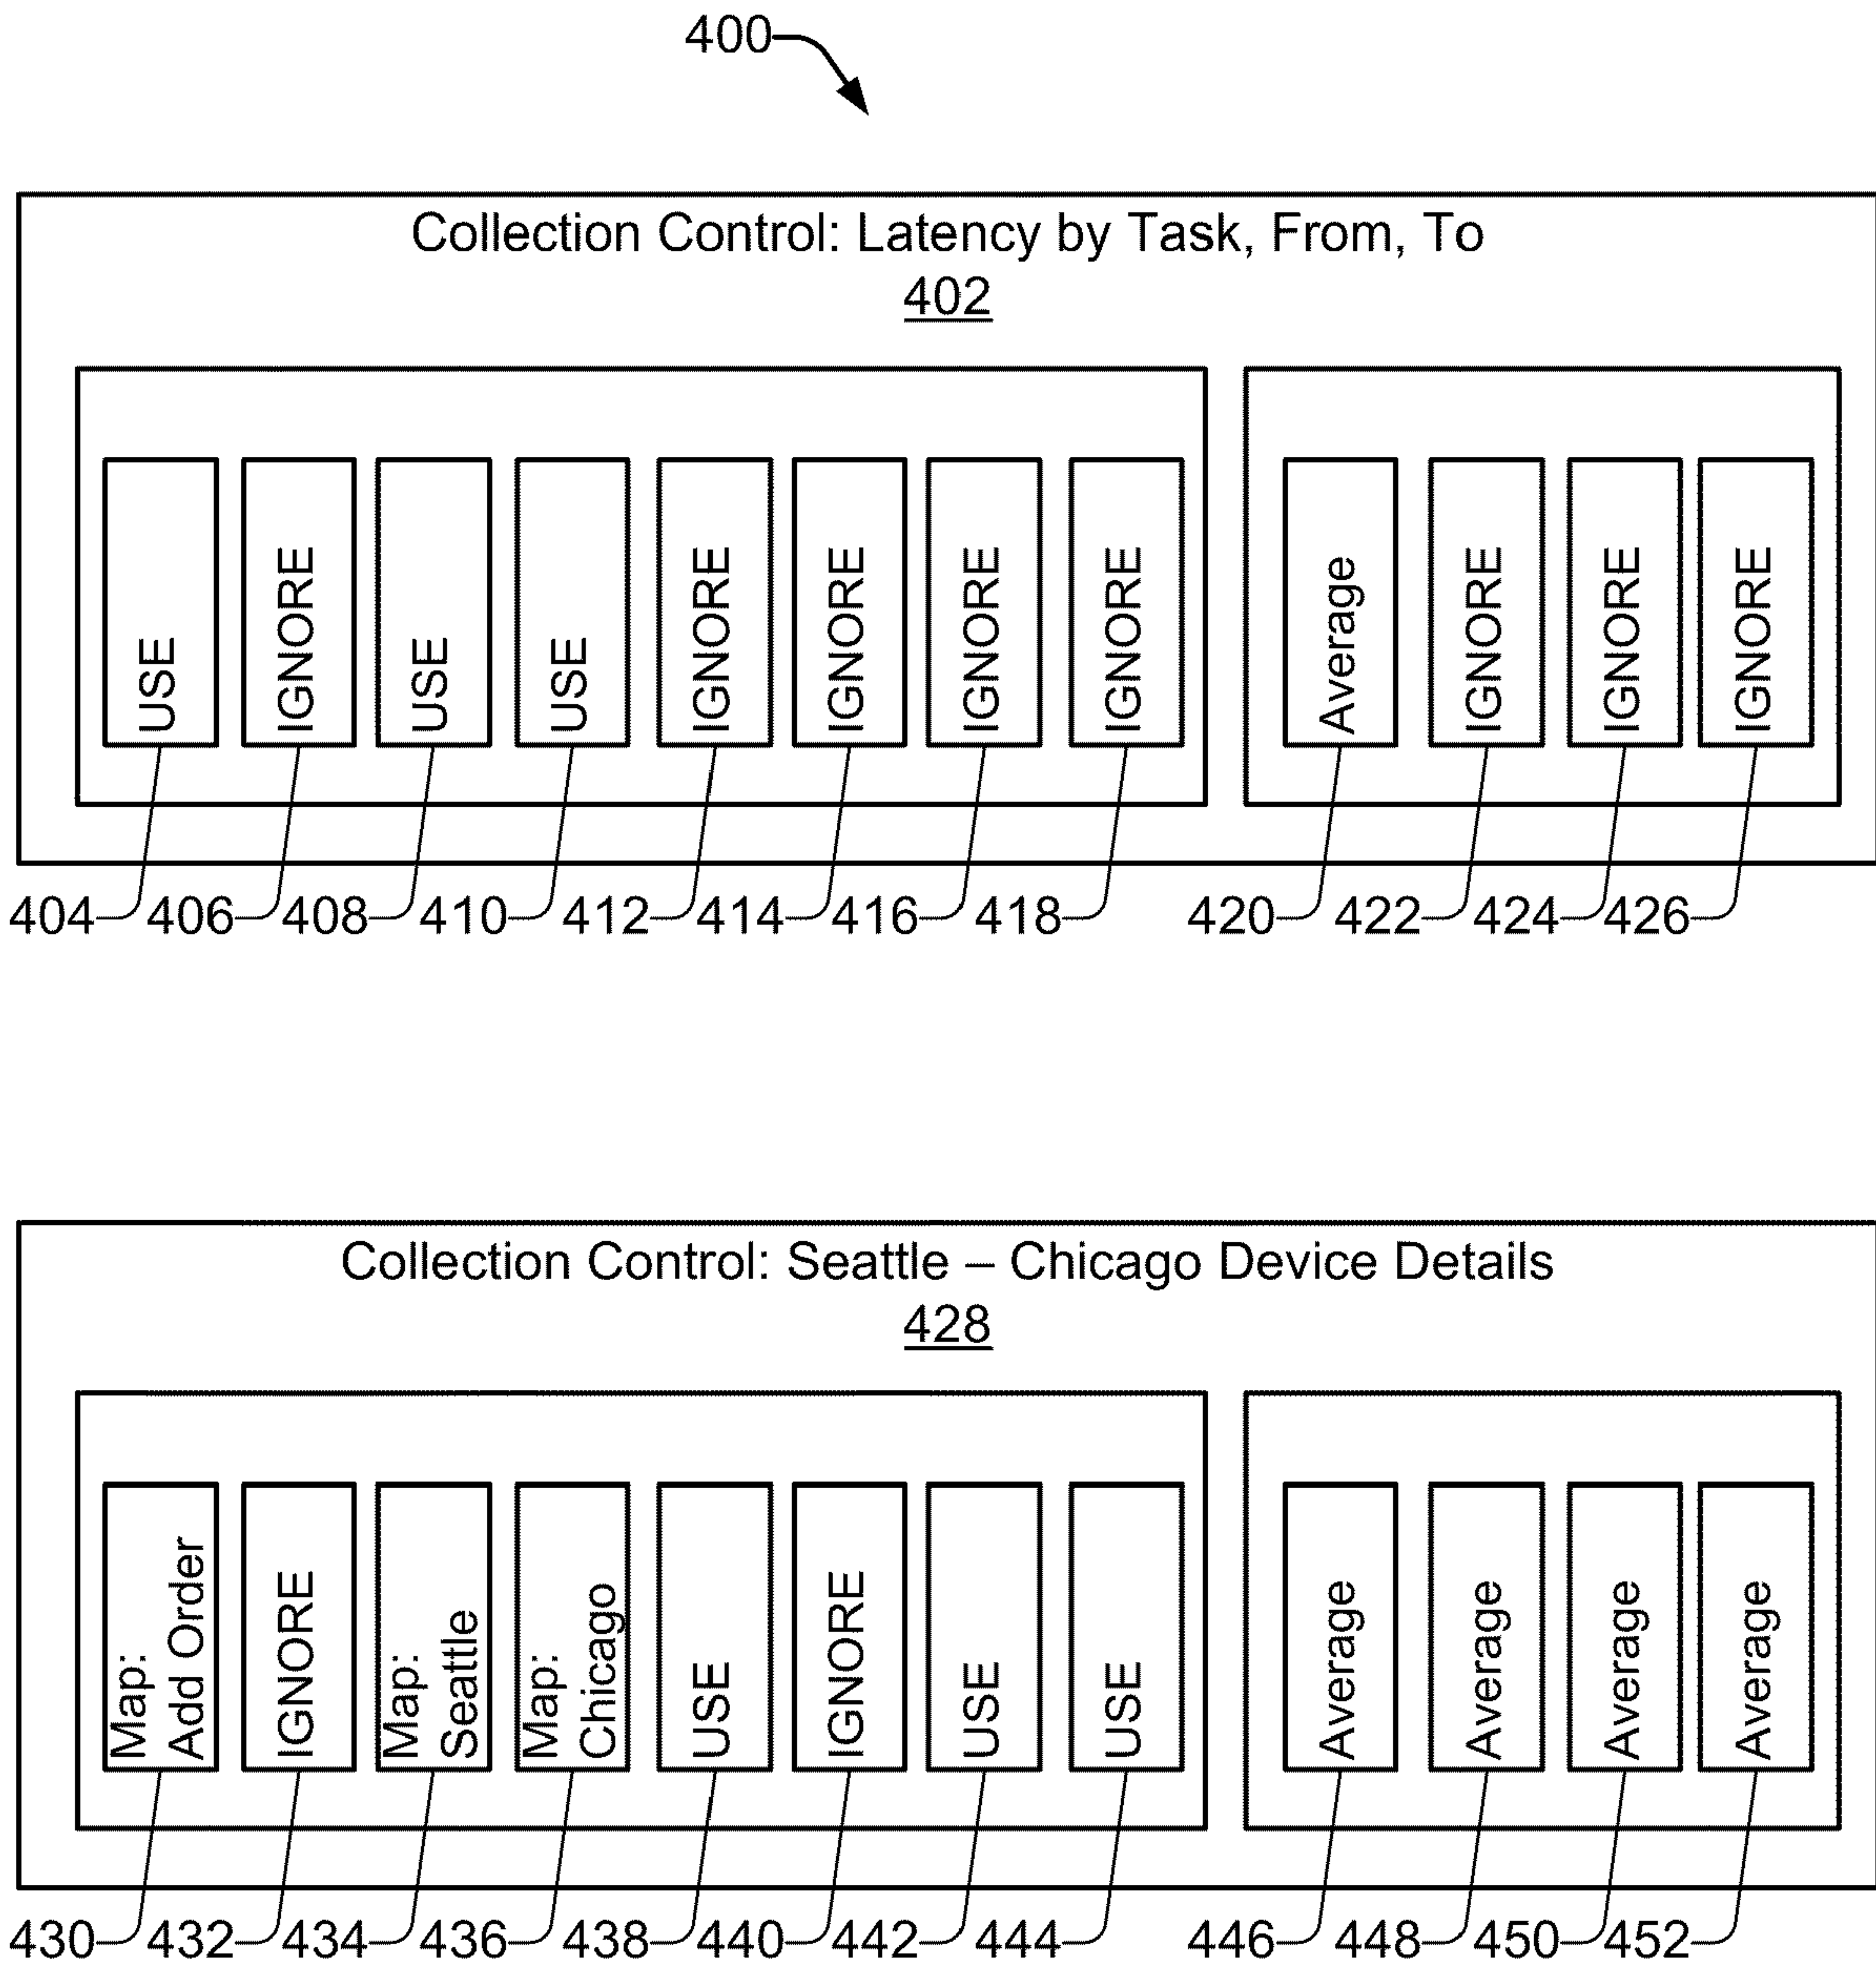 400
Collection Control: Latency by Task, From, To
402
USE
IGNORE
USE
USE
IGNORE
IGNORE
IGNORE
IGNORE
Average
IGNORE
IGNORE
IGNORE
404 406 408 410 412 414 416 418 420 422 424 426
Collection Control: Seattle – Chicago Device Details
428
Map:
Add Order
IGNORE
Map:
Seattle
Map:
Chicago
USE
IGNORE
USE
USE
Average
Average
Average
Average
430 432 434 436 438 440 442 444 446 448 450 452